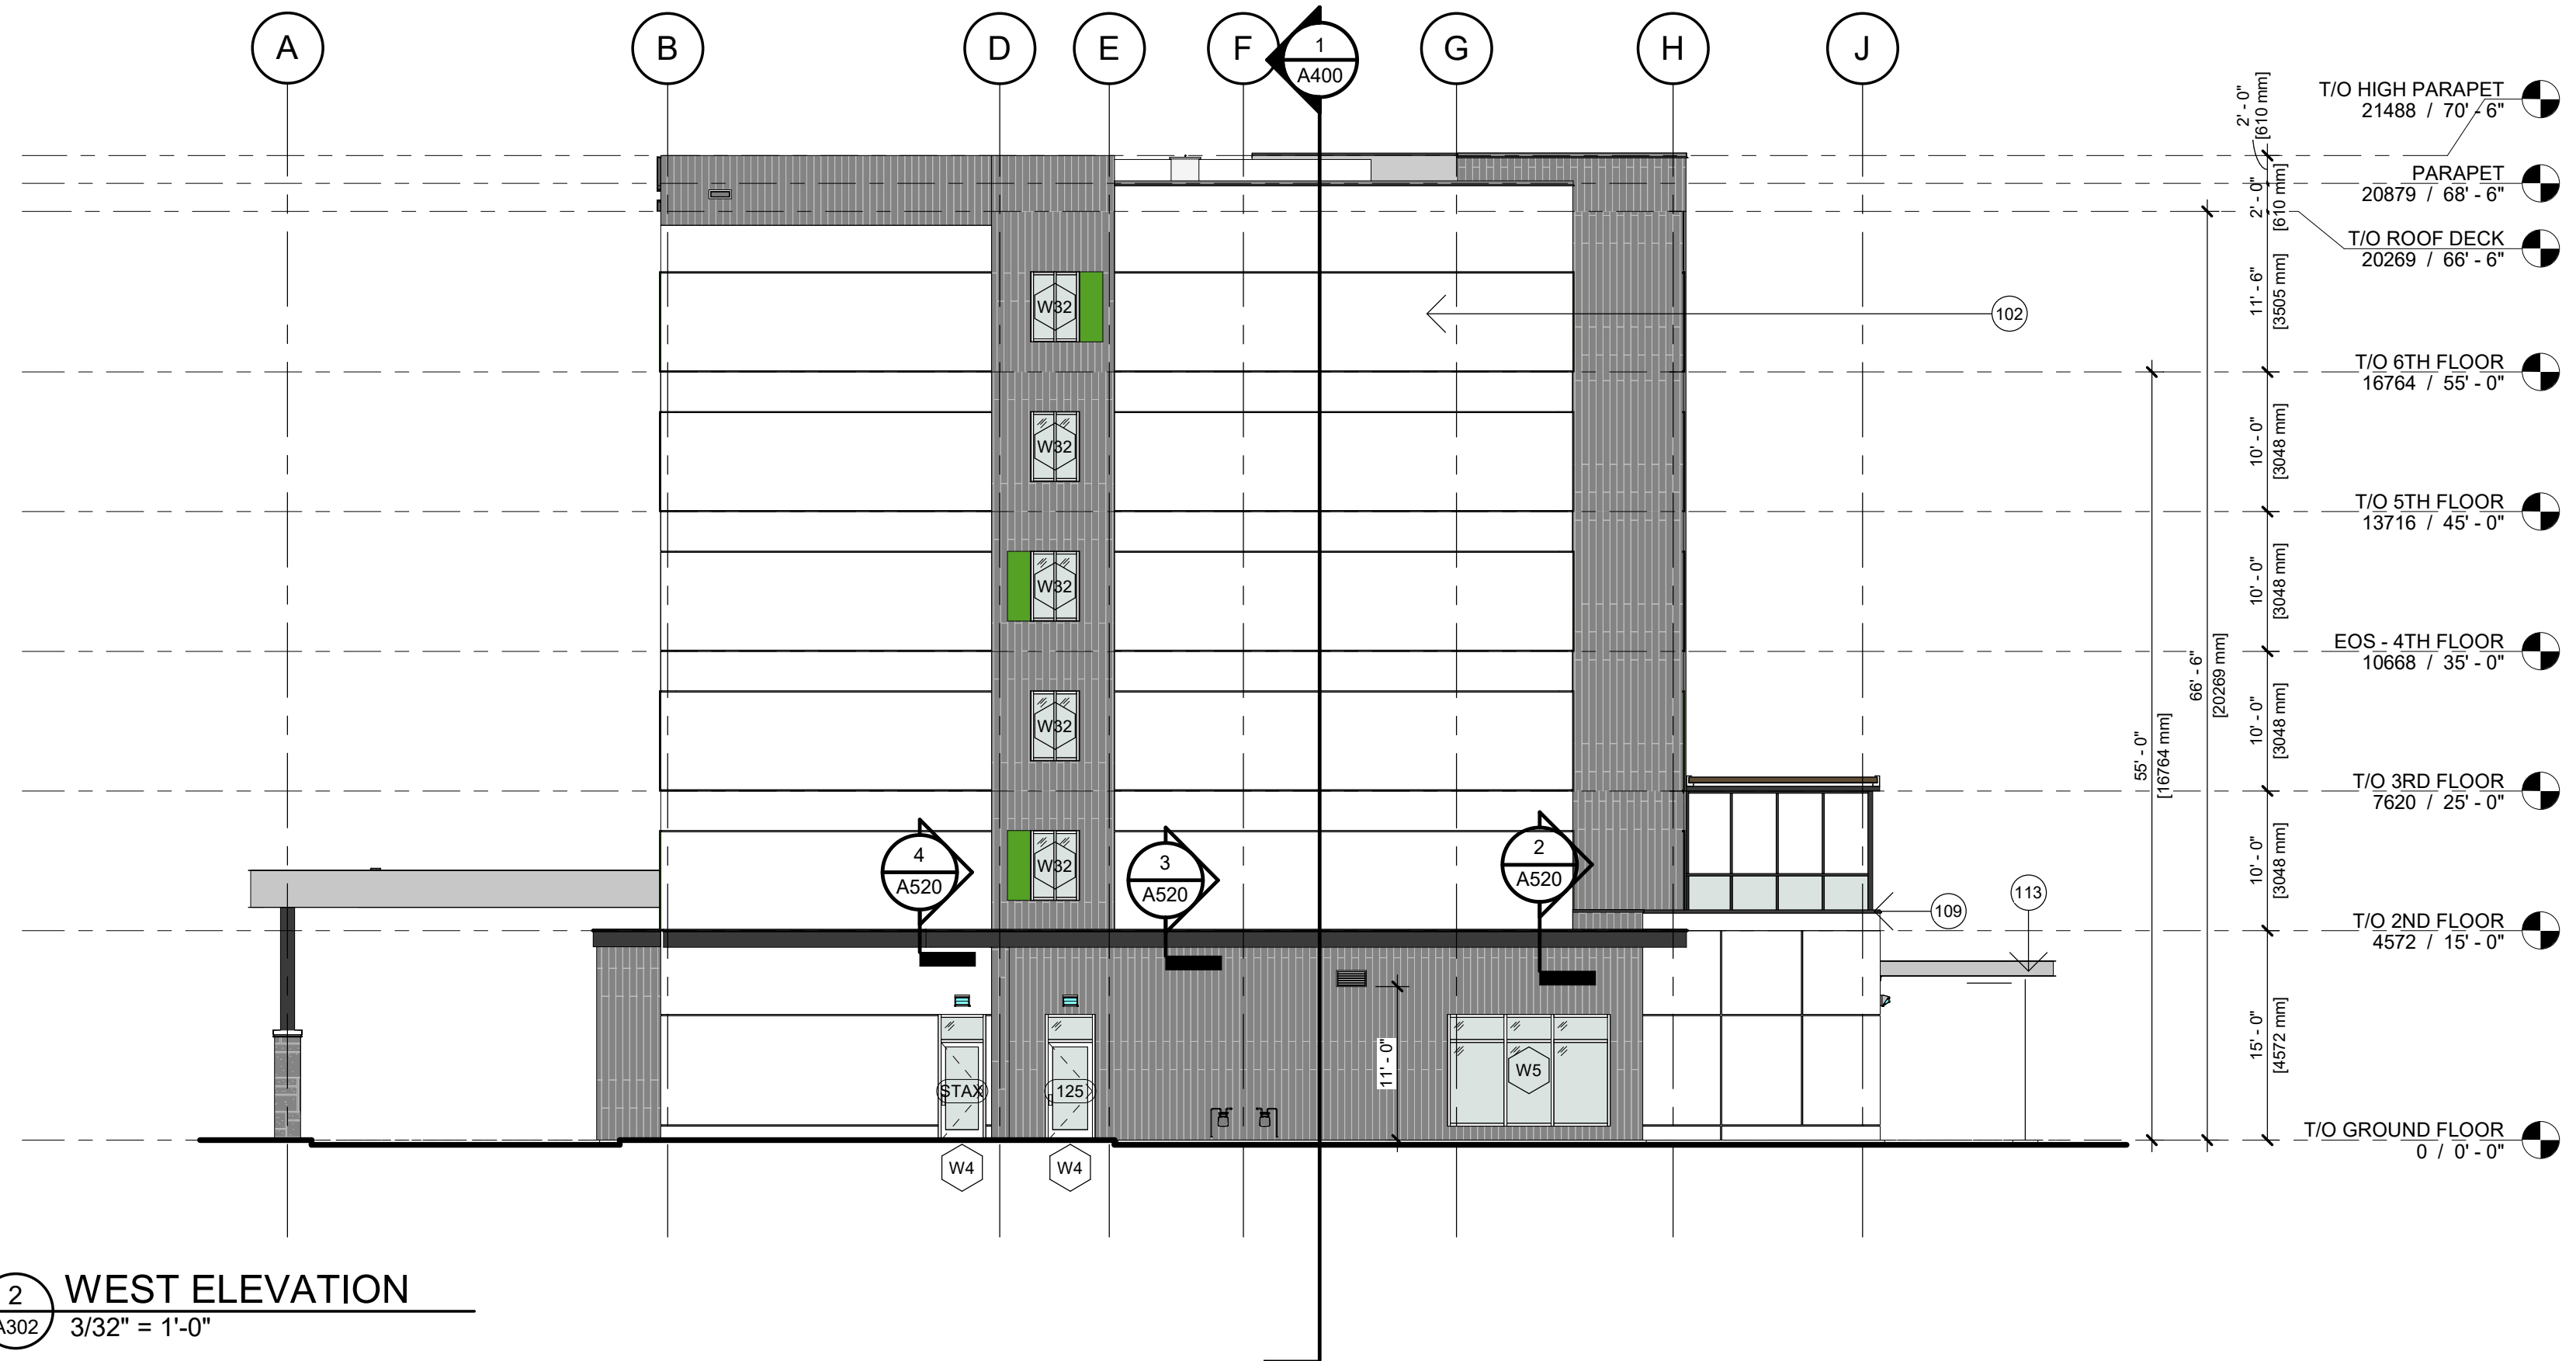 A
B
D
E
F
1
A400
G
H
J
T/O HIGH PARAPET
21488 / 70' - 6"
2' - 0"
[610 mm]
PARAPET
20879 / 68' - 6"
2' - 0"
[610 mm]
T/O ROOF DECK
20269 / 66' - 6"
11' - 6"
[3505 mm]
W32
102
T/O 6TH FLOOR
16764 / 55' - 0"
W32
10' - 0"
[3048 mm]
T/O 5TH FLOOR
13716 / 45' - 0"
W32
10' - 0"
[3048 mm]
EOS - 4TH FLOOR
10668 / 35' - 0"
66' - 6"
[20269 mm]
W32
10' - 0"
[3048 mm]
55' - 0"
[16764 mm]
T/O 3RD FLOOR
7620 / 25' - 0"
4
A520
W32
3
A520
2
A520
10' - 0"
[3048 mm]
109
113
T/O 2ND FLOOR
4572 / 15' - 0"
15' - 0"
[4572 mm]
11' - 0"
STAX
125
W5
T/O GROUND FLOOR
0 / 0' - 0"
W4
W4
2
A302
WEST ELEVATION
3/32" = 1'-0"